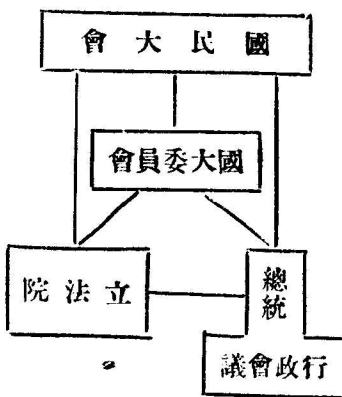 國民大會
國大委員會
立法院
總統
行政會議